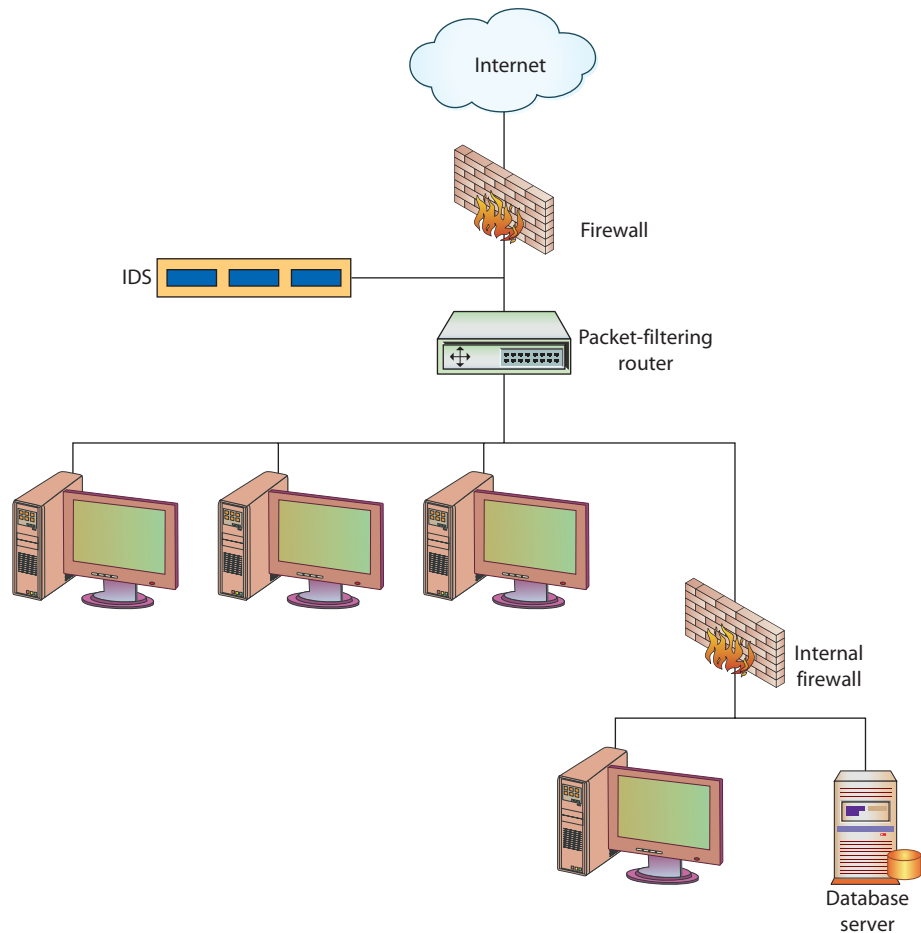 Internet
Firewall
IDS
Packet-filtering
router
Internal
firewall
Database
server